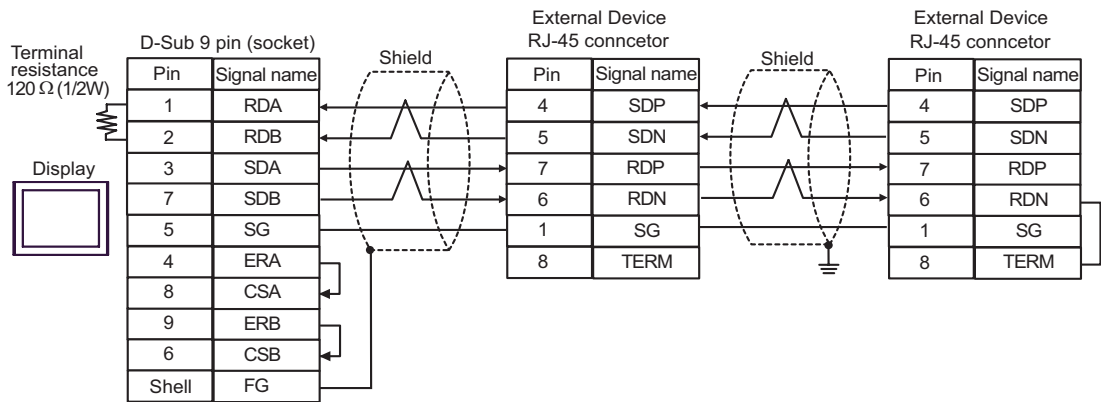 External Device
RJ-45 conncetor
External Device
RJ-45 conncetor
Terminal
resistance
120 Ω (1/2W)
D-Sub 9 pin (socket)
Shield
Shield
Pin Signal name
1 RDA
2 RDB
3 SDA
7 SDB
5 SG
4 ERA
8 CSA
9 ERB
6 CSB
Shell FG
Display
Pin Signal name
4 SDP
5 SDN
7 RDP
6 RDN
1 SG
8 TERM
Pin Signal name
4 SDP
5 SDN
7 RDP
6 RDN
1 SG
8 TERM